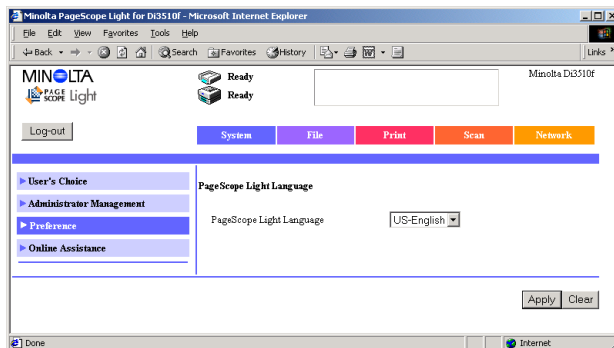 Minolta PageScope Light for Di3510f - Microsoft Internet Explorer
File Edit View Favorites Tools Help
Back Search Favorites History Links »
MINOLTA
PAGE SCOPE Light
Ready
Ready
Minolta Di3510f
Log-out
System File Print Scan Network
User's Choice
Administrator Management
Preference
Online Assistance
PageScope Light Language
PageScope Light Language US-English
Apply Clear
Done Internet